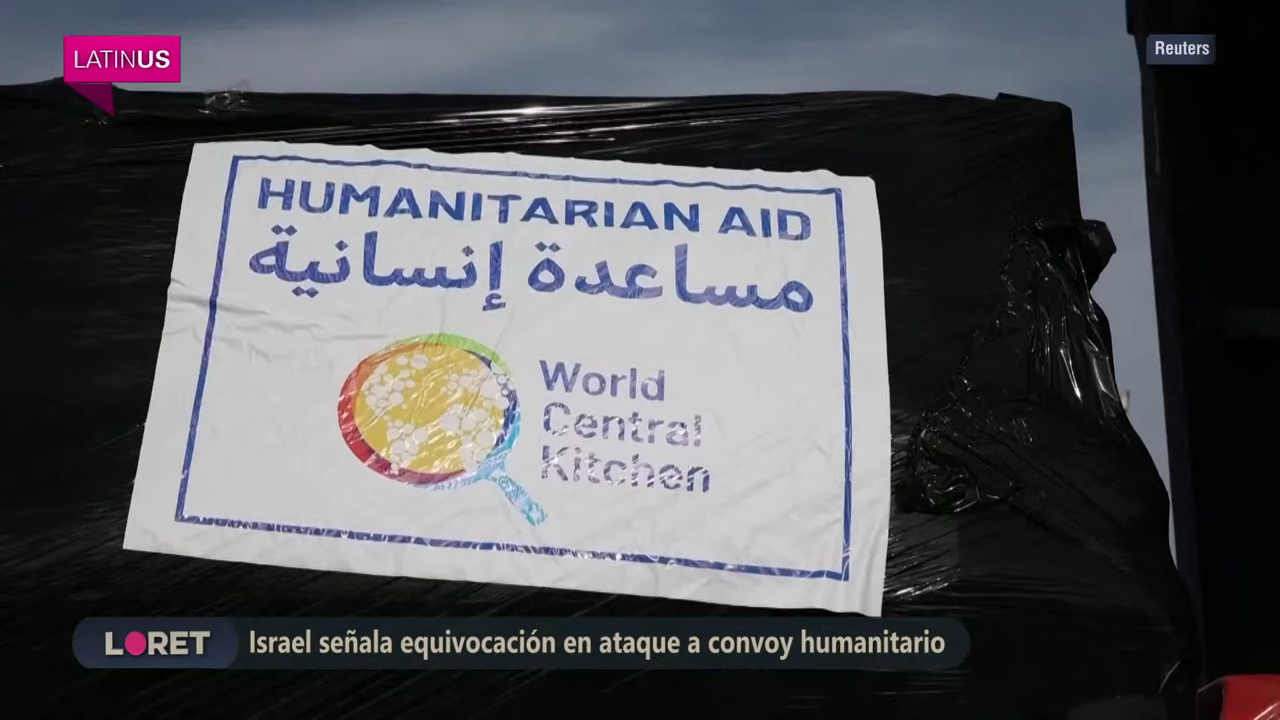 LATINUS
Reuters
HUMANITARIAN AID
مساعدة إنسانية
World
Central
Kitchen
LORET
Israel señala equivocación en ataque a convoy humanitario